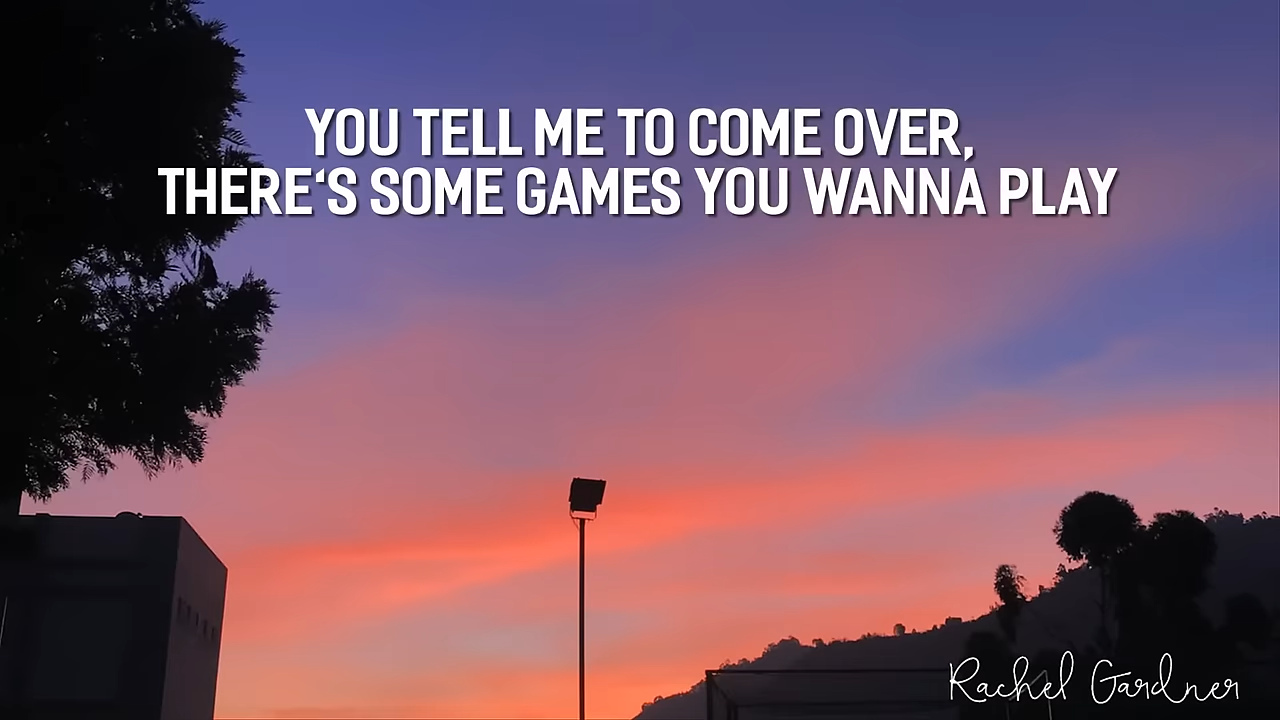 YOU TELL ME TO COME OVER,
THERE‘S SOME GAMES YOU WANNA PLAY
Rachel Gardner